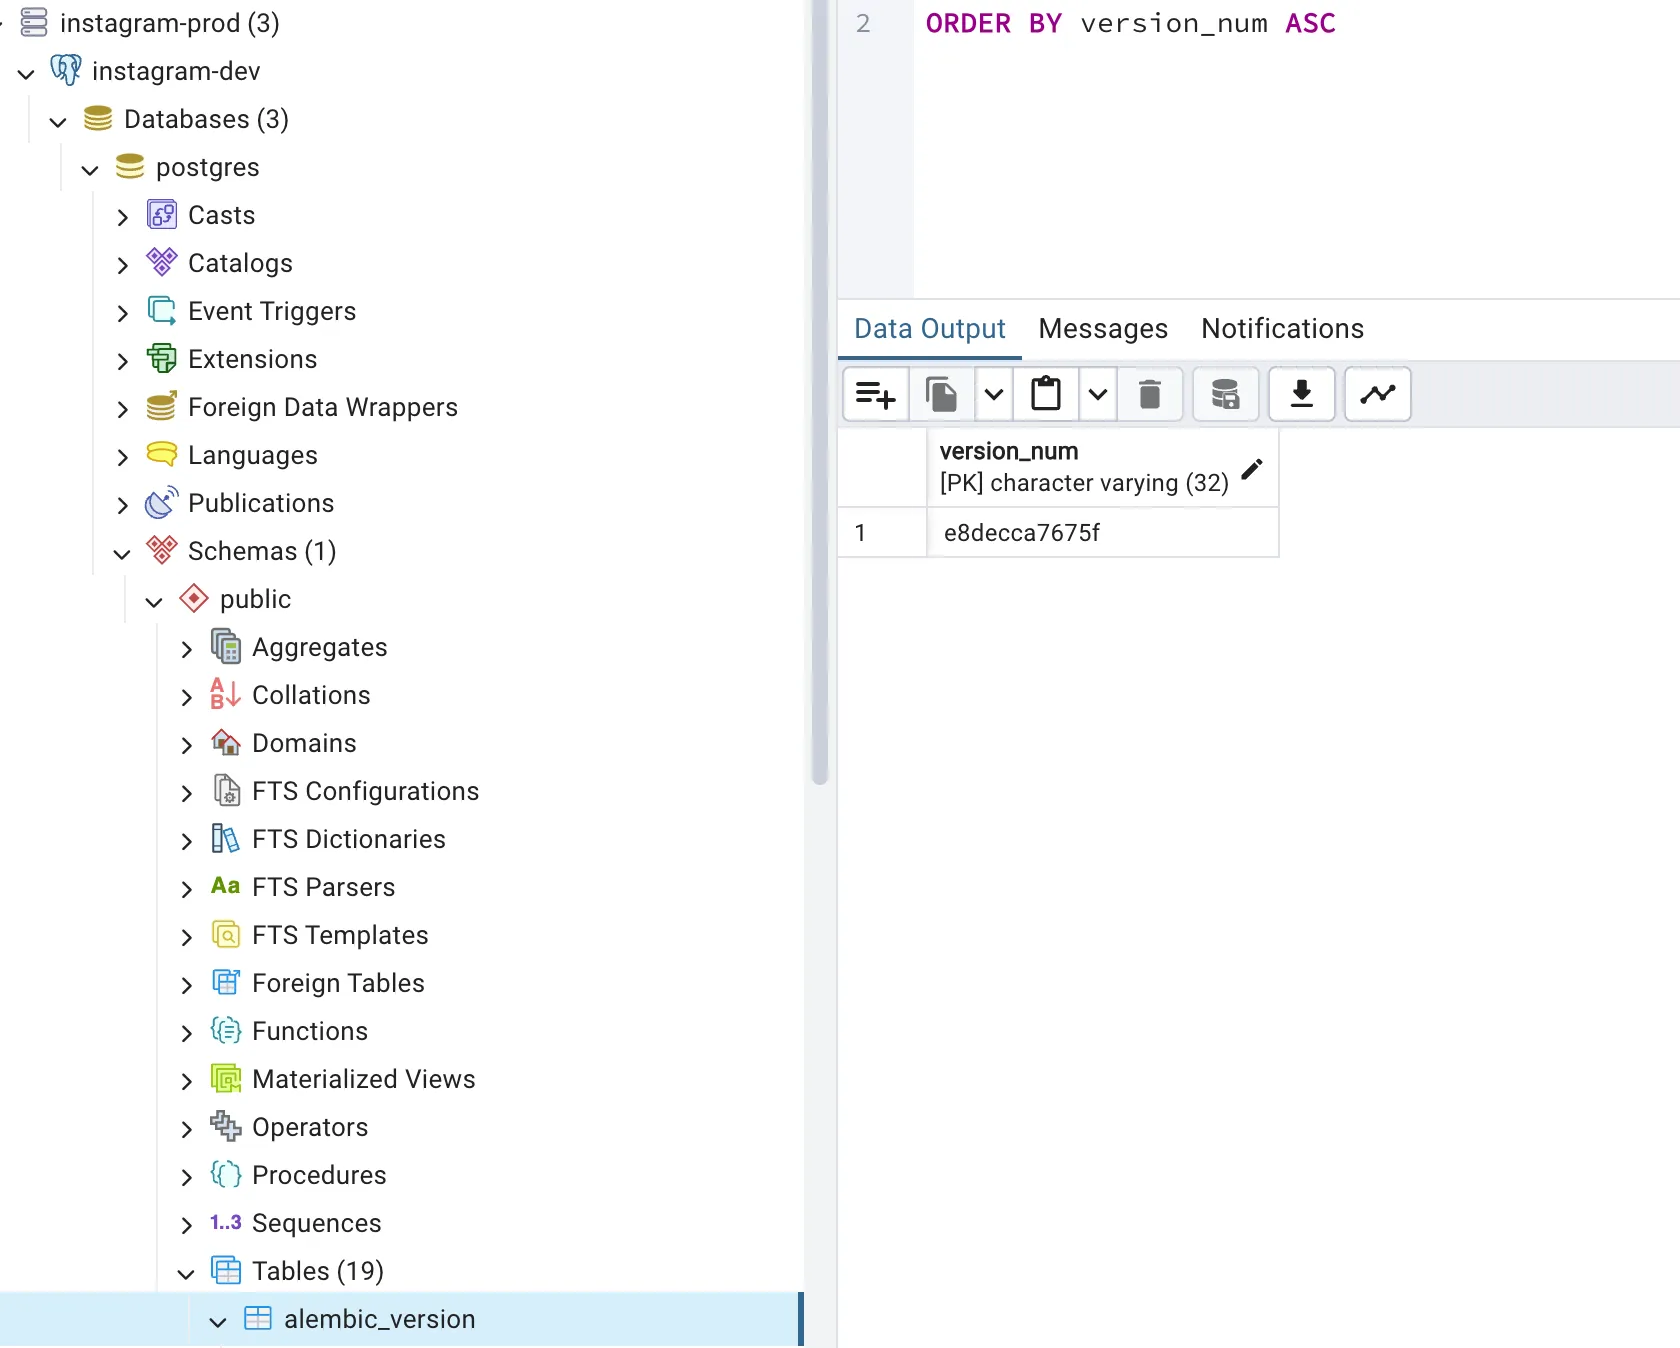 instagram-prod (3)
instagram-dev
Databases (3)
postgres
Casts
Catalogs
Event Triggers
Extensions
Foreign Data Wrappers
Languages
Publications
Schemas (1)
public
Aggregates
Collations
Domains
FTS Configurations
FTS Dictionaries
Aa FTS Parsers
FTS Templates
Foreign Tables
Functions
Materialized Views
Operators
Procedures
1..3 Sequences
Tables (19)
alembic_version
2 ORDER BY version_num ASC
Data Output Messages Notifications
version_num
[PK] character varying (32)
1 e8decca7675f